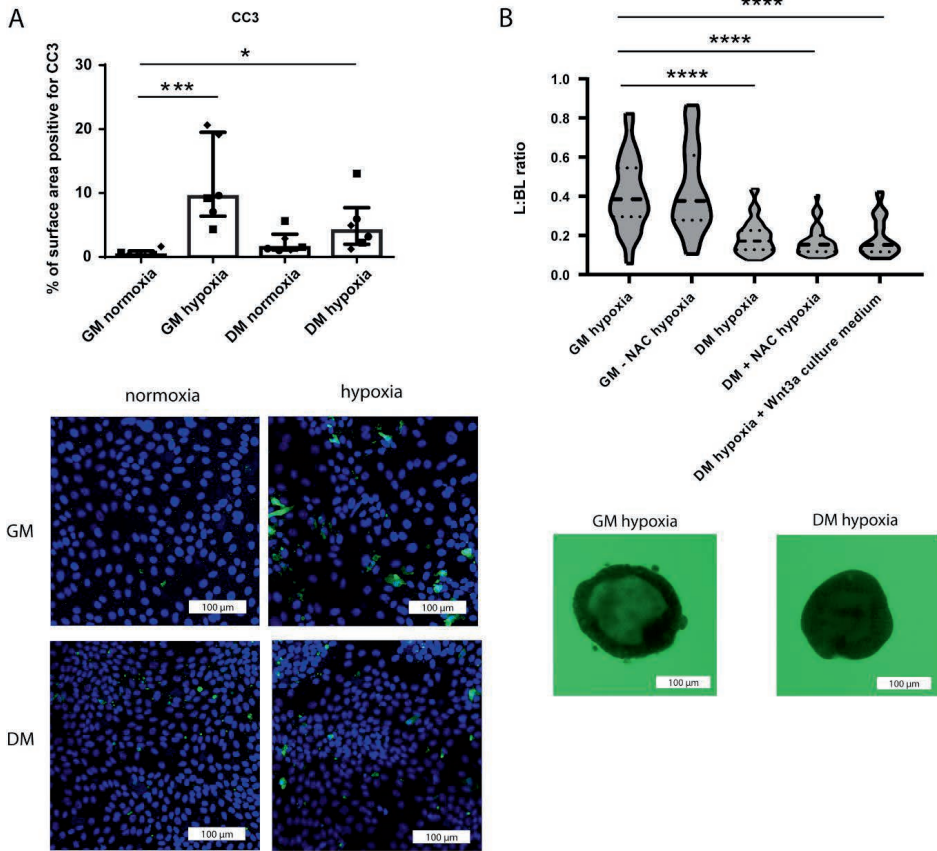 A
CC3
% of surface area positive for CC3
30
20
10
0
*
***
GM normoxia
GM hypoxia
DM normoxia
DM hypoxia
B
****
****
****
L:BL ratio
1.0
0.8
0.6
0.4
0.2
0.0
GM hypoxia
GM - NAC hypoxia
DM hypoxia
DM + NAC hypoxia
DM hypoxia + Wnt3a culture medium
normoxia
hypoxia
GM
100 µm
100 µm
DM
100 µm
100 µm
GM hypoxia
DM hypoxia
100 µm
100 µm